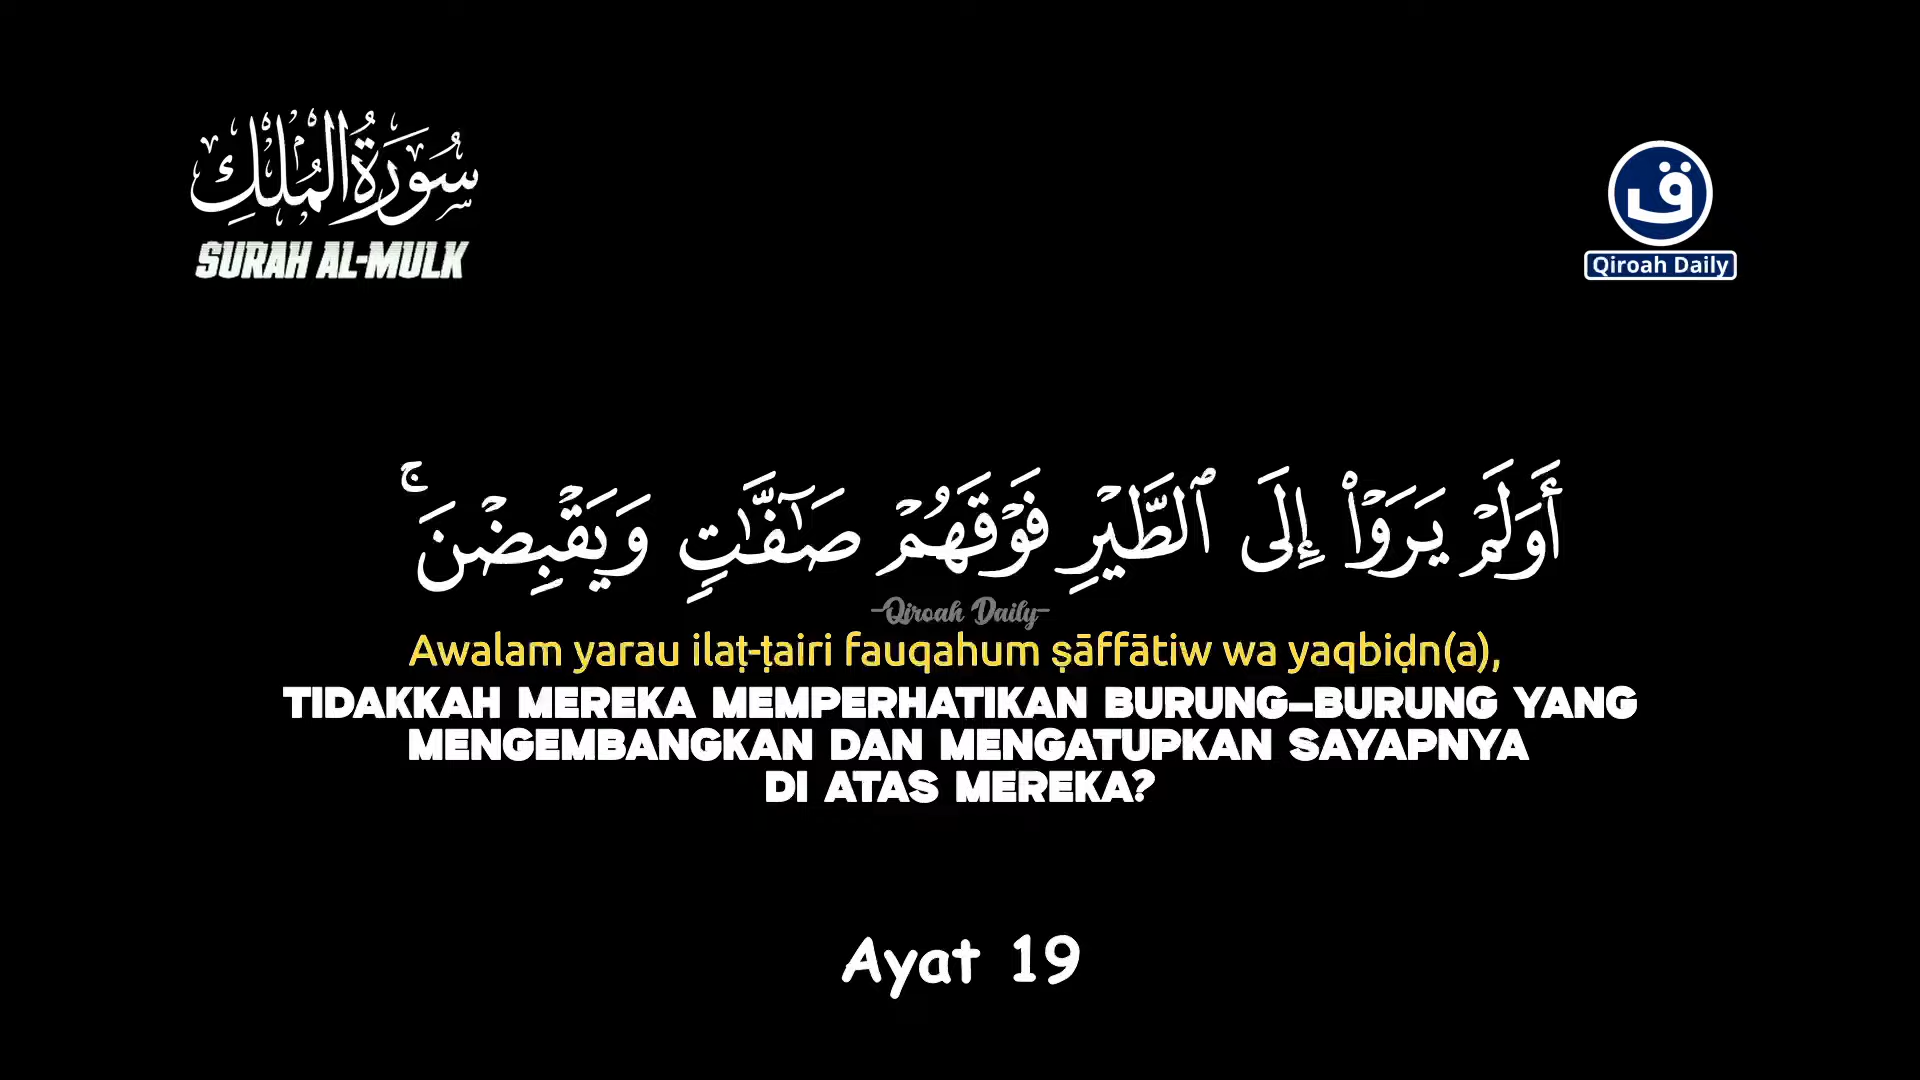 سُورَةُ الْمُلْكِ
SURAH AL-MULK
ق
Qiroah Daily
أَوَلَمْ يَرَوْا۟ إِلَى ٱلطَّيْرِ فَوْقَهُمْ صَـٰٓفَّـٰتٍ وَيَقْبِضْنَ ۚ
-Qiroah Daily-
Awalam yarau ilaṭ-ṭairi fauqahum ṣāffātiw wa yaqbiḍn(a),
TIDAKKAH MEREKA MEMPERHATIKAN BURUNG-BURUNG YANG
MENGEMBANGKAN DAN MENGATUPKAN SAYAPNYA
DI ATAS MEREKA?
Ayat 19